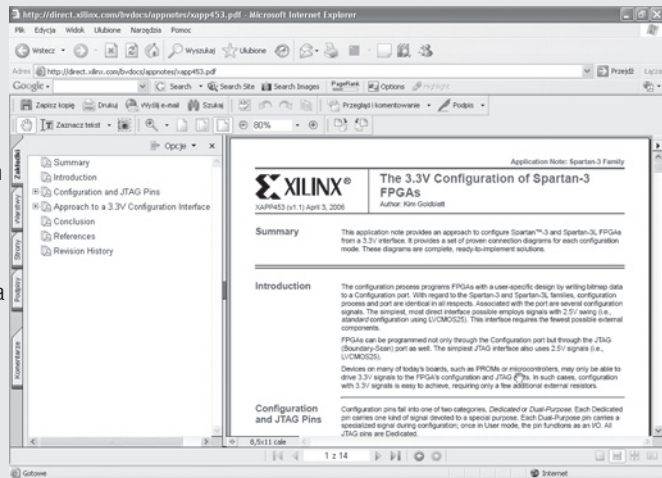 http://direct.xilinx.com/bvdocs/appnotes/xapp453.pdf - Microsoft Internet Explorer
Plik Edycja Widok Ulubione Narzędzia Pomoc
Wstecz Wyszukaj Ulubione
Adres http://direct.xilinx.com/bvdocs/appnotes/xapp453.pdf Przejdź Łącza
Google Search Search Site Search Images PageRank Options
Zapisz kopię Drukuj Wyślij e-mail Szukaj Przegląd i komentowanie Podpis
Zaznacz tekst 80%
Opcje x
Zakładki
Warstwy
Strony
Podpisy
Komentarze
Summary
Introduction
Configuration and JTAG Pins
Approach to a 3.3V Configuration Interface
Conclusion
References
Revision History
Application Note: Spartan-3 Family
XILINX®
XAPP453 (v1.1) April 3, 2006
The 3.3V Configuration of Spartan-3
FPGAs
Author: Kim Goldblatt
Summary
This application note provides an approach to configure Spartan™-3 and Spartan-3L FPGAs
from a 3.3V interface. It provides a set of proven connection diagrams for each configuration
mode. These diagrams are complete, ready-to-implement solutions.
Introduction
The configuration process programs FPGAs with a user-specific design by writing bitmap data
to a Configuration port. With regard to the Spartan-3 and Spartan-3L families, configuration
process and port are identical in all respects. Associated with the port are several configuration
signals. The simplest, most direct interface possible employs signals with 2.5V swing (i.e.,
standard configuration using LVCMOS25). This interface requires the fewest possible external
components.
FPGAs can be programmed not only through the Configuration port but through the JTAG
(Boundary-Scan) port as well. The simplest JTAG interface also uses 2.5V signals (i.e.,
LVCMOS25).
Devices on many of today's boards, such as PROMs or microcontrollers, may only be able to
drive 3.3V signals to the FPGA's configuration and JTAG Pins. In such cases, configuration
with 3.3V signals is easy to achieve, requiring only a few additional external resistors.
Configuration
and JTAG Pins
Configuration pins fall into one of two categories, Dedicated or Dual-Purpose. Each Dedicated
pin carries one kind of signal devoted to a special purpose. Each Dual-Purpose pin carries a
specialized signal during configuration; once in User mode, the pin functions as an I/O. All
JTAG pins are Dedicated.
8,5x11 cale
1 z 14
Gotowe Internet